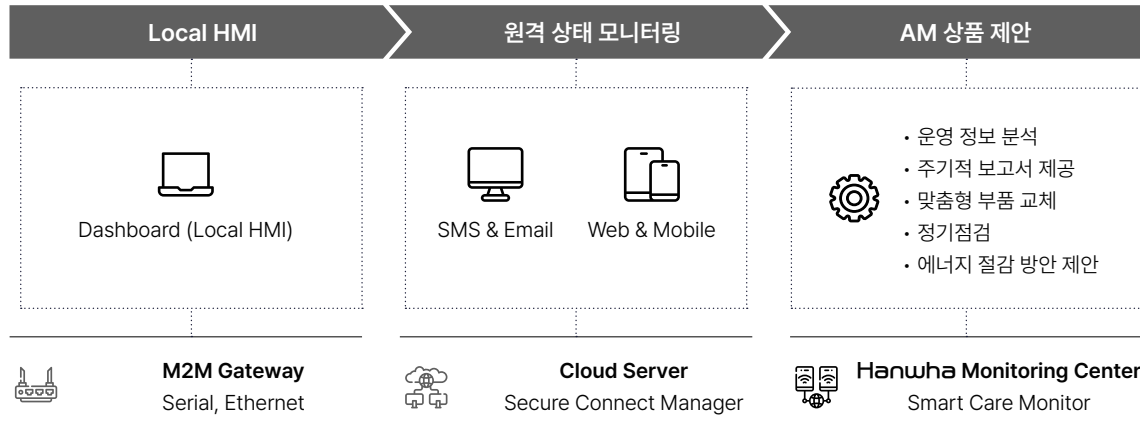 Local HMI
원격 상태 모니터링
AM 상품 제안
Dashboard (Local HMI)
SMS & Email
Web & Mobile
• 운영 정보 분석
• 주기적 보고서 제공
• 맞춤형 부품 교체
• 정기점검
• 에너지 절감 방안 제안
M2M Gateway
Serial, Ethernet
Cloud Server
Secure Connect Manager
Hanwha Monitoring Center
Smart Care Monitor